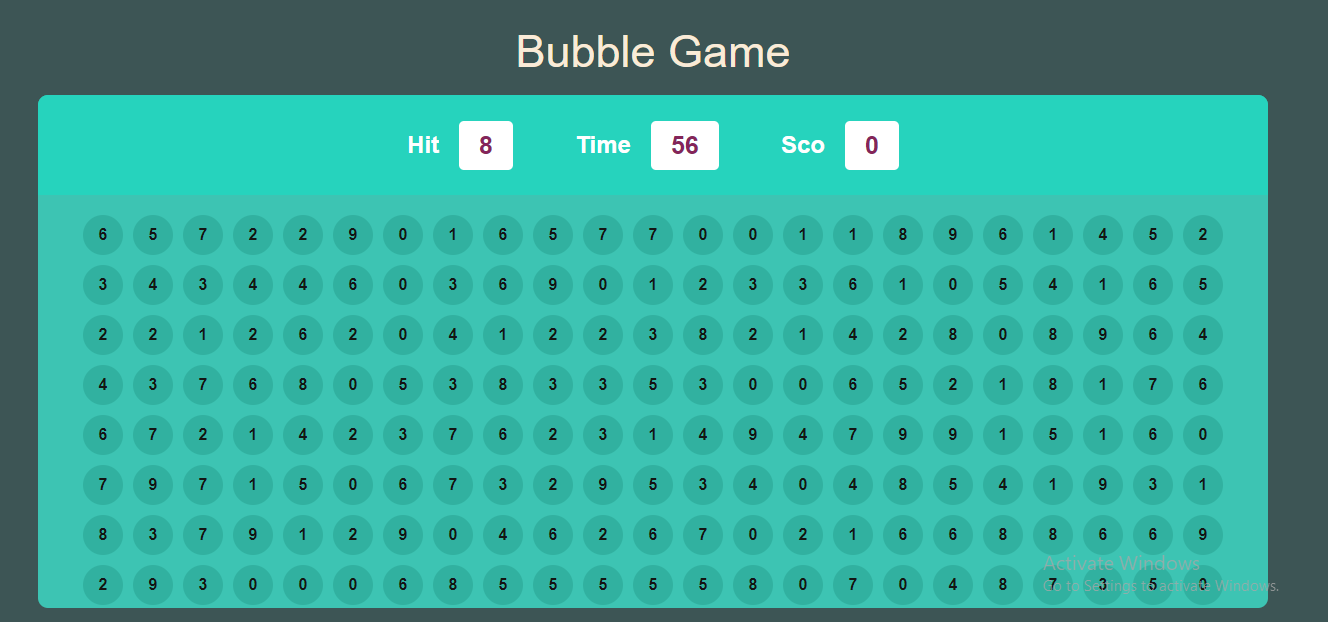 Bubble Game
Hit 8 Time 56 Sco 0
6 5 7 2 2 9 0 1 6 5 7 7 0 0 1 1 8 9 6 1 4 5 2
3 4 3 4 4 6 0 3 6 9 0 1 2 3 3 6 1 0 5 4 1 6 5
2 2 1 2 6 2 0 4 1 2 2 3 8 2 1 4 2 8 0 8 9 6 4
4 3 7 6 8 0 5 3 8 3 3 5 3 0 0 6 5 2 1 8 1 7 6
6 7 2 1 4 2 3 7 6 2 3 1 4 9 4 7 9 9 1 5 1 6 0
7 9 7 1 5 0 6 7 3 2 9 5 3 4 0 4 8 5 4 1 9 3 1
8 3 7 9 1 2 9 0 4 6 2 6 7 0 2 1 6 6 8 8 6 6 9
2 9 3 0 0 0 6 8 5 5 5 5 5 8 0 7 0 4 8 7 3 5 0
Activate Windows
Go to Settings to activate Windows.